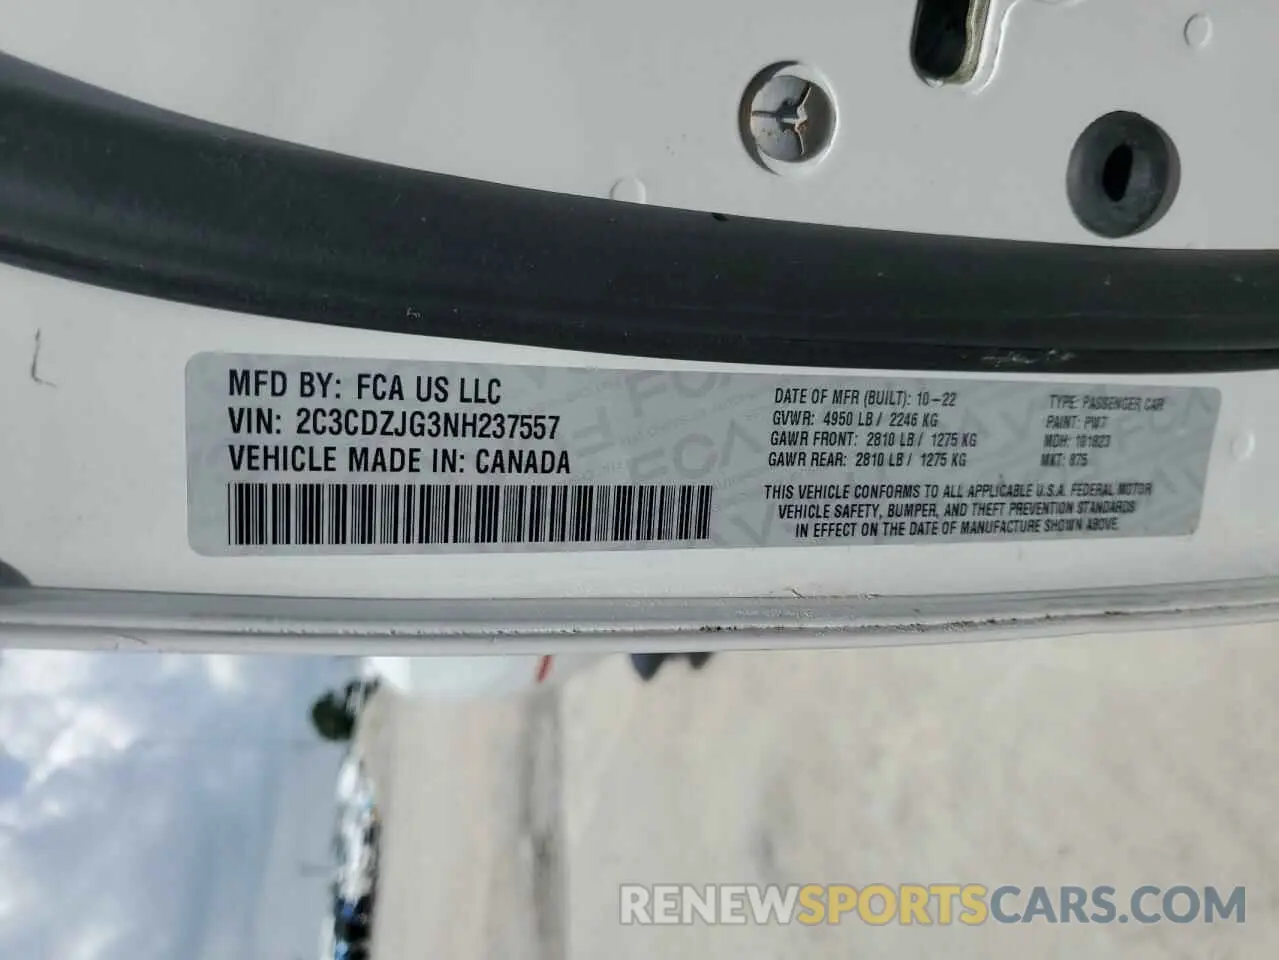 MFD BY: FCA US LLC
VIN: 2C3CDZJG3NH237557
VEHICLE MADE IN: CANADA
DATE OF MFR (BUILT): 10-22
GVWR: 4950 LB / 2246 KG
GAWR FRONT: 2810 LB / 1275 KG
GAWR REAR: 2810 LB / 1275 KG
TYPE: PASSENGER CAR
PAINT: PW7
MDH: 101823
MKT: 875
THIS VEHICLE CONFORMS TO ALL APPLICABLE U.S.A. FEDERAL MOTOR
VEHICLE SAFETY, BUMPER, AND THEFT PREVENTION STANDARDS
IN EFFECT ON THE DATE OF MANUFACTURE SHOWN ABOVE.
RENEWSPORTSCARS.COM